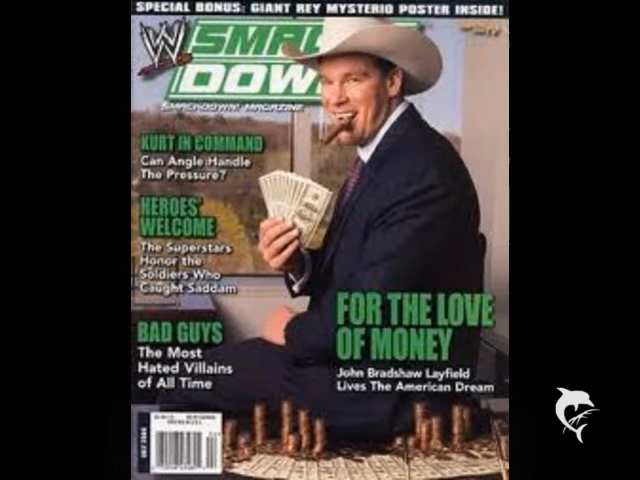 SPECIAL BONUS: GIANT REY MYSTERIO POSTER INSIDE!
W
SMAC
DOW
SMACKDOWN! MAGAZINE
KURT IN COMMAND
Can Angle Handle
The Pressure?
HEROES'
WELCOME
The Superstars
Honor the
Soldiers Who
Caught Saddam
BAD GUYS
The Most
Hated Villains
of All Time
FOR THE LOVE
OF MONEY
John Bradshaw Layfield
Lives The American Dream